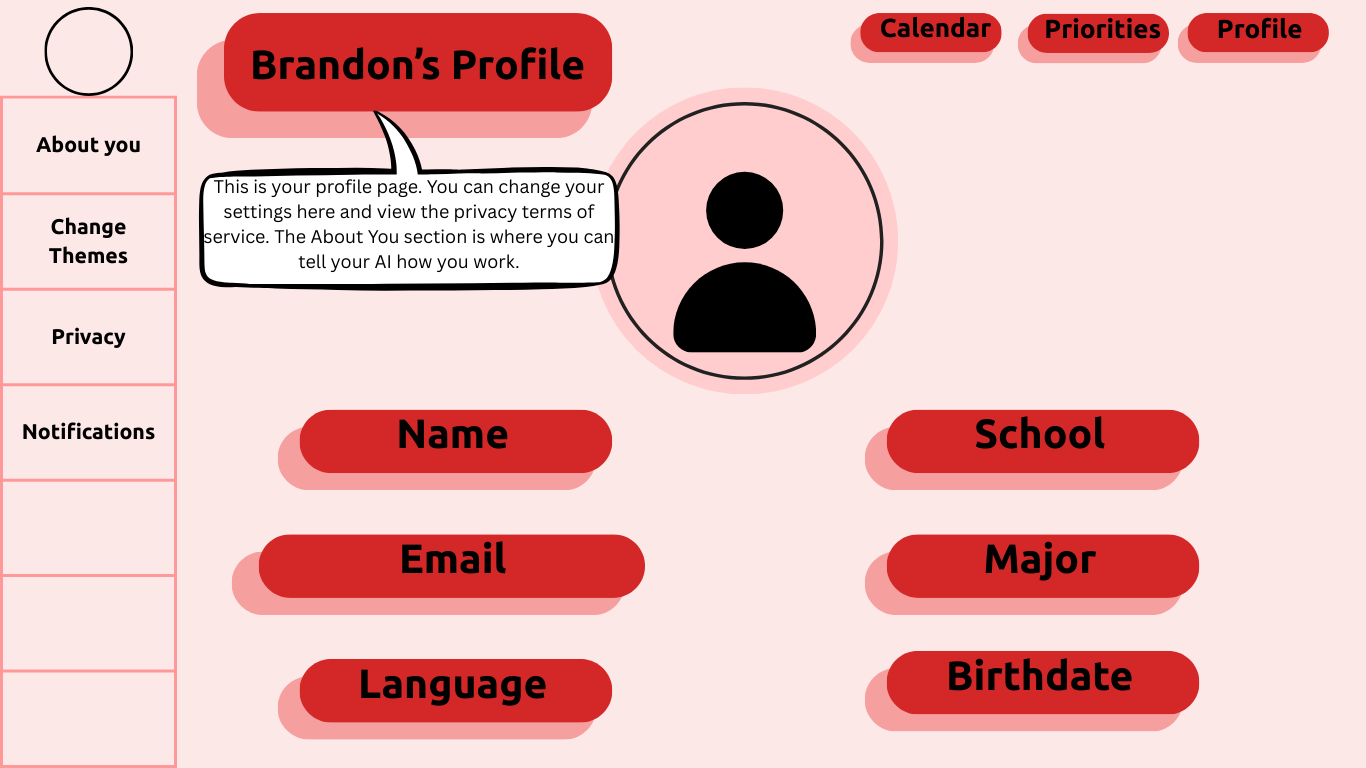 Brandon’s Profile
Calendar
Priorities
Profile
About you
Change
Themes
Privacy
Notifications
This is your profile page. You can change your
settings here and view the privacy terms of
service. The About You section is where you can
tell your AI how you work.
Name
School
Email
Major
Language
Birthdate